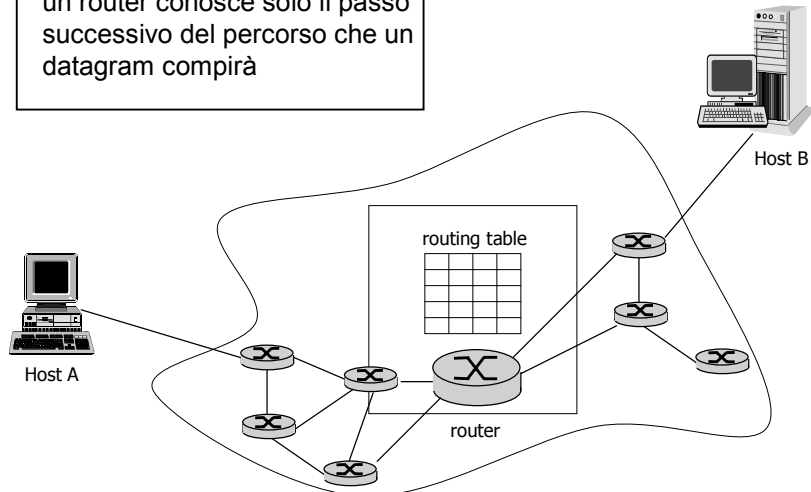 un router conosce solo il passo
successivo del percorso che un
datagram compirà
Host B
routing table
Host A
router